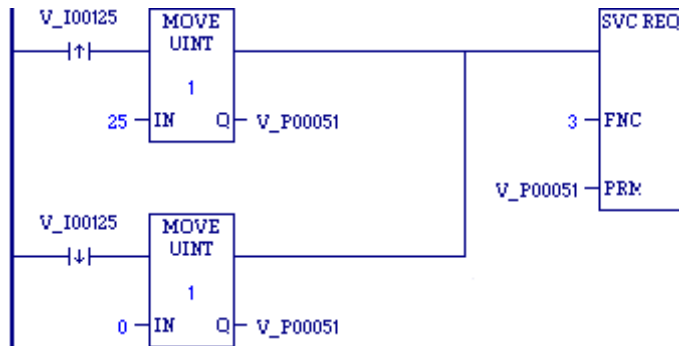 V_I00125
MOVE
UINT
1
25
IN
Q
V_P00051
SVC REQ
3
FNC
V_P00051
PRM
V_I00125
MOVE
UINT
1
0
IN
Q
V_P00051